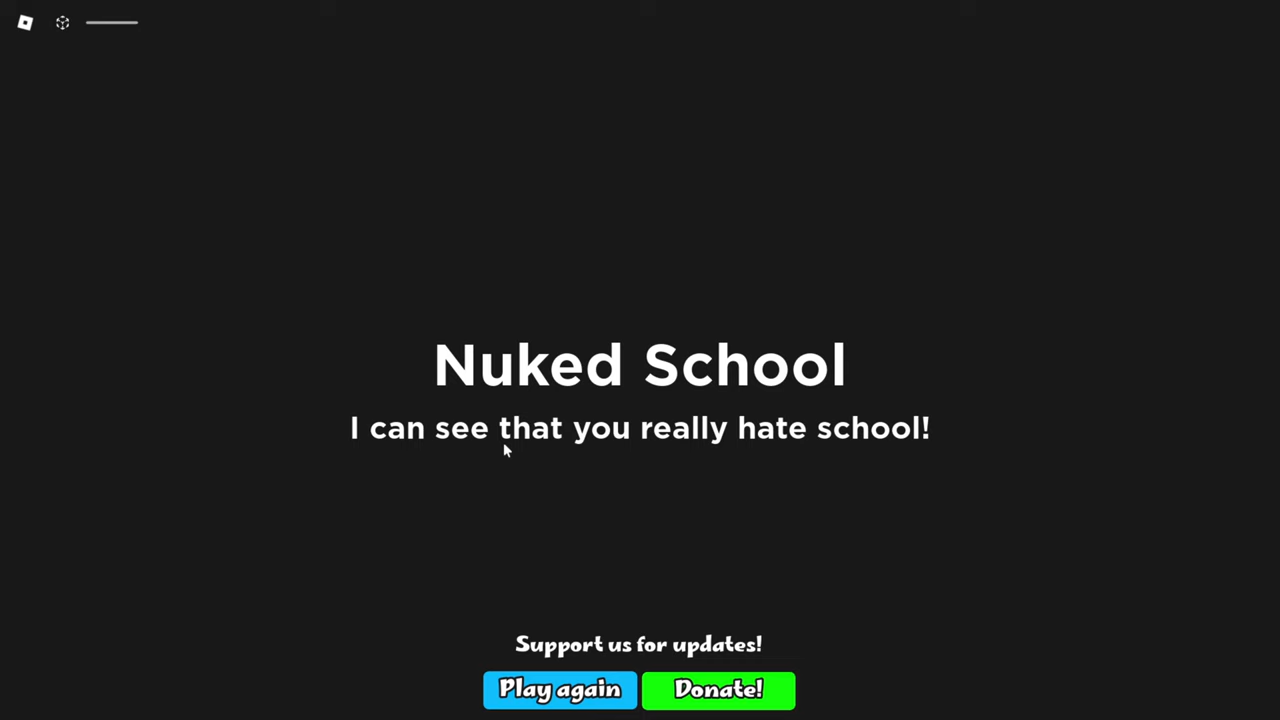 Nuked School
I can see that you really hate school!
Support us for updates!
Play again
Donate!